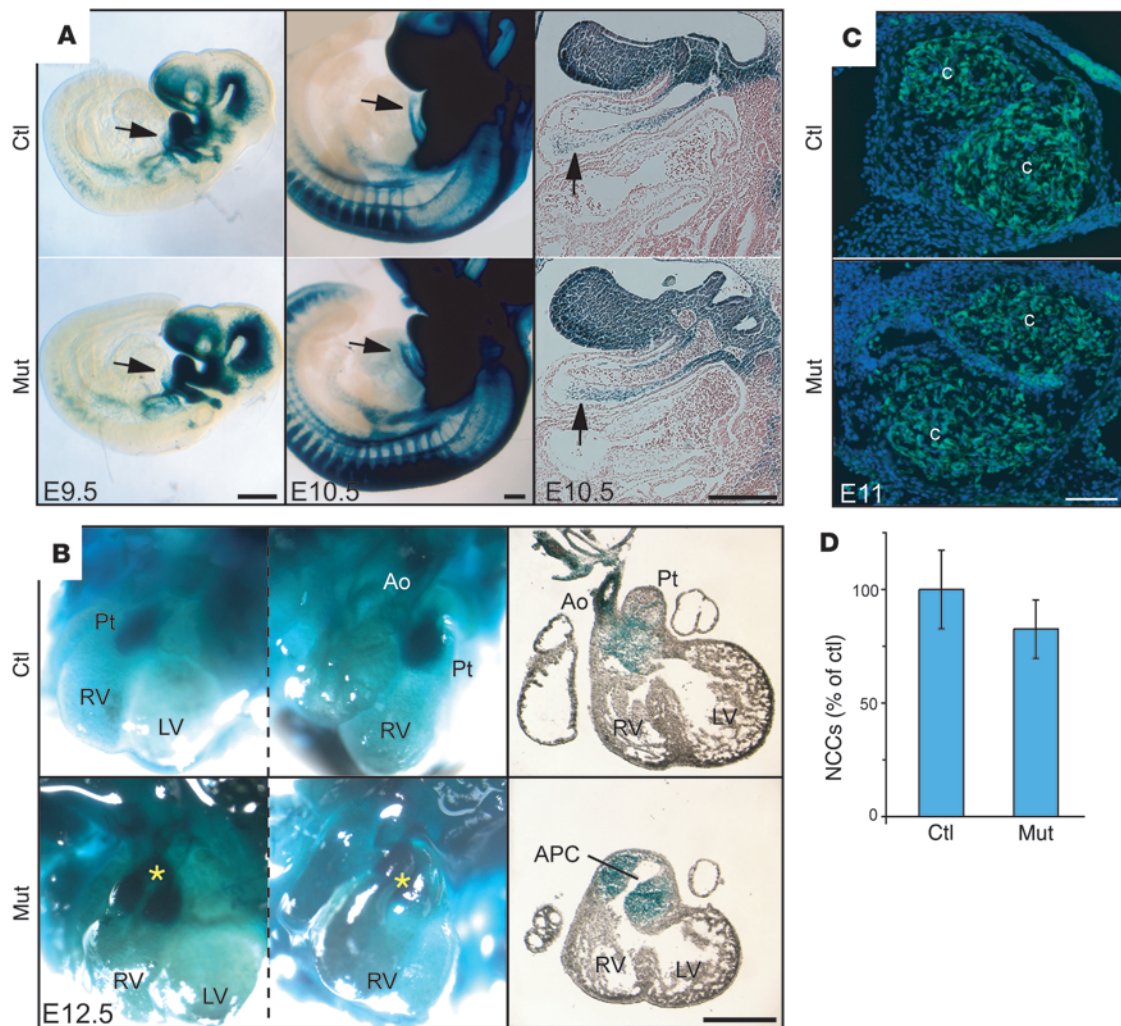 A
Ctl
Mut
E9.5
E10.5
E10.5
B
Ctl
Pt
RV
LV
Ao
Pt
RV
Ao
Pt
RV
LV
Mut
*
RV
LV
E12.5
*
RV
APC
RV
LV
C
Ctl
c
c
Mut
c
c
E11
D
NCCs (% of ctl)
100
50
0
Ctl
Mut